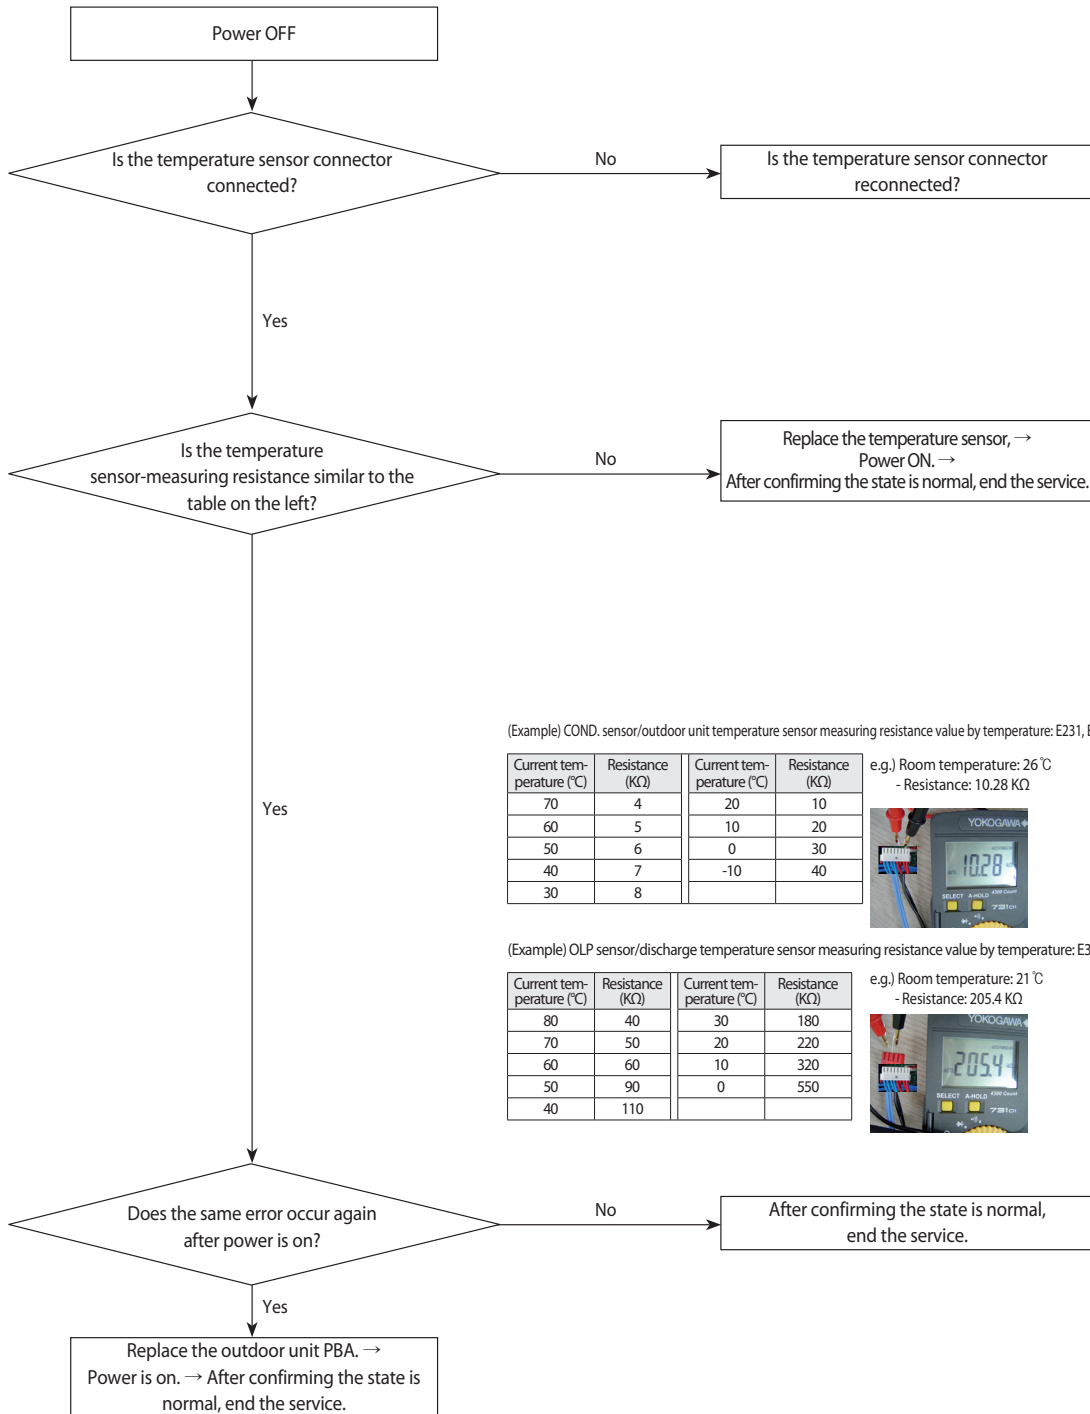 Power OFF
Is the temperature sensor connector
connected?
No
Is the temperature sensor connector
reconnected?
Yes
Is the temperature
sensor-measuring resistance similar to the
table on the left?
No
Replace the temperature sensor, →
Power ON. →
After confirming the state is normal, end the service.
Yes
(Example) COND. sensor/outdoor unit temperature sensor measuring resistance value by temperature: E231, E
Current tem-
perature (℃) Resistance
(KΩ) Current tem-
perature (℃) Resistance
(KΩ)
70 4 20 10
60 5 10 20
50 6 0 30
40 7 -10 40
30 8
e.g.) Room temperature: 26℃
- Resistance: 10.28 KΩ
YOKOGAWA
10.28
4300 Count
SELECT A-HOLD
731
(Example) OLP sensor/discharge temperature sensor measuring resistance value by temperature: E3
Current tem-
perature (℃) Resistance
(KΩ) Current tem-
perature (℃) Resistance
(KΩ)
80 40 30 180
70 50 20 220
60 60 10 320
50 90 0 550
40 110
e.g.) Room temperature: 21℃
- Resistance: 205.4 KΩ
YOKOGAWA
205.4
4300 Count
SELECT A-HOLD
731
Does the same error occur again
after power is on?
No
After confirming the state is normal,
end the service.
Yes
Replace the outdoor unit PBA. →
Power is on. → After confirming the state is
normal, end the service.